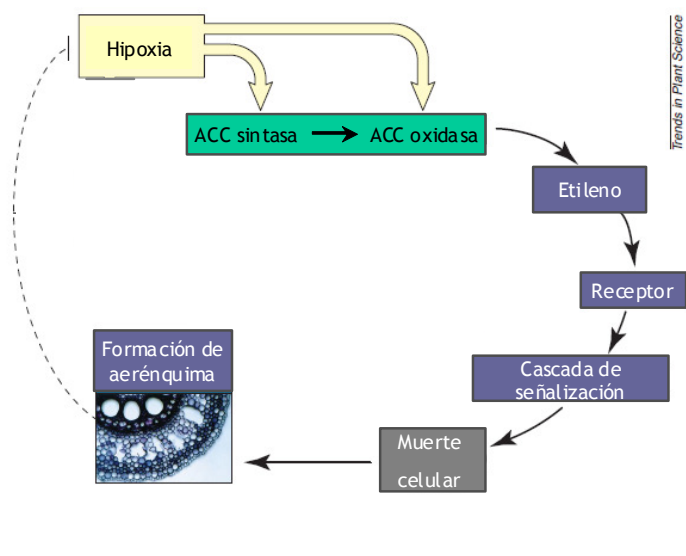 Hipoxia
Trends in Plant Science
ACC sintasa
ACC oxidasa
Etileno
Receptor
Formación de
aerénquima
Cascada de
señalización
Muerte
celular